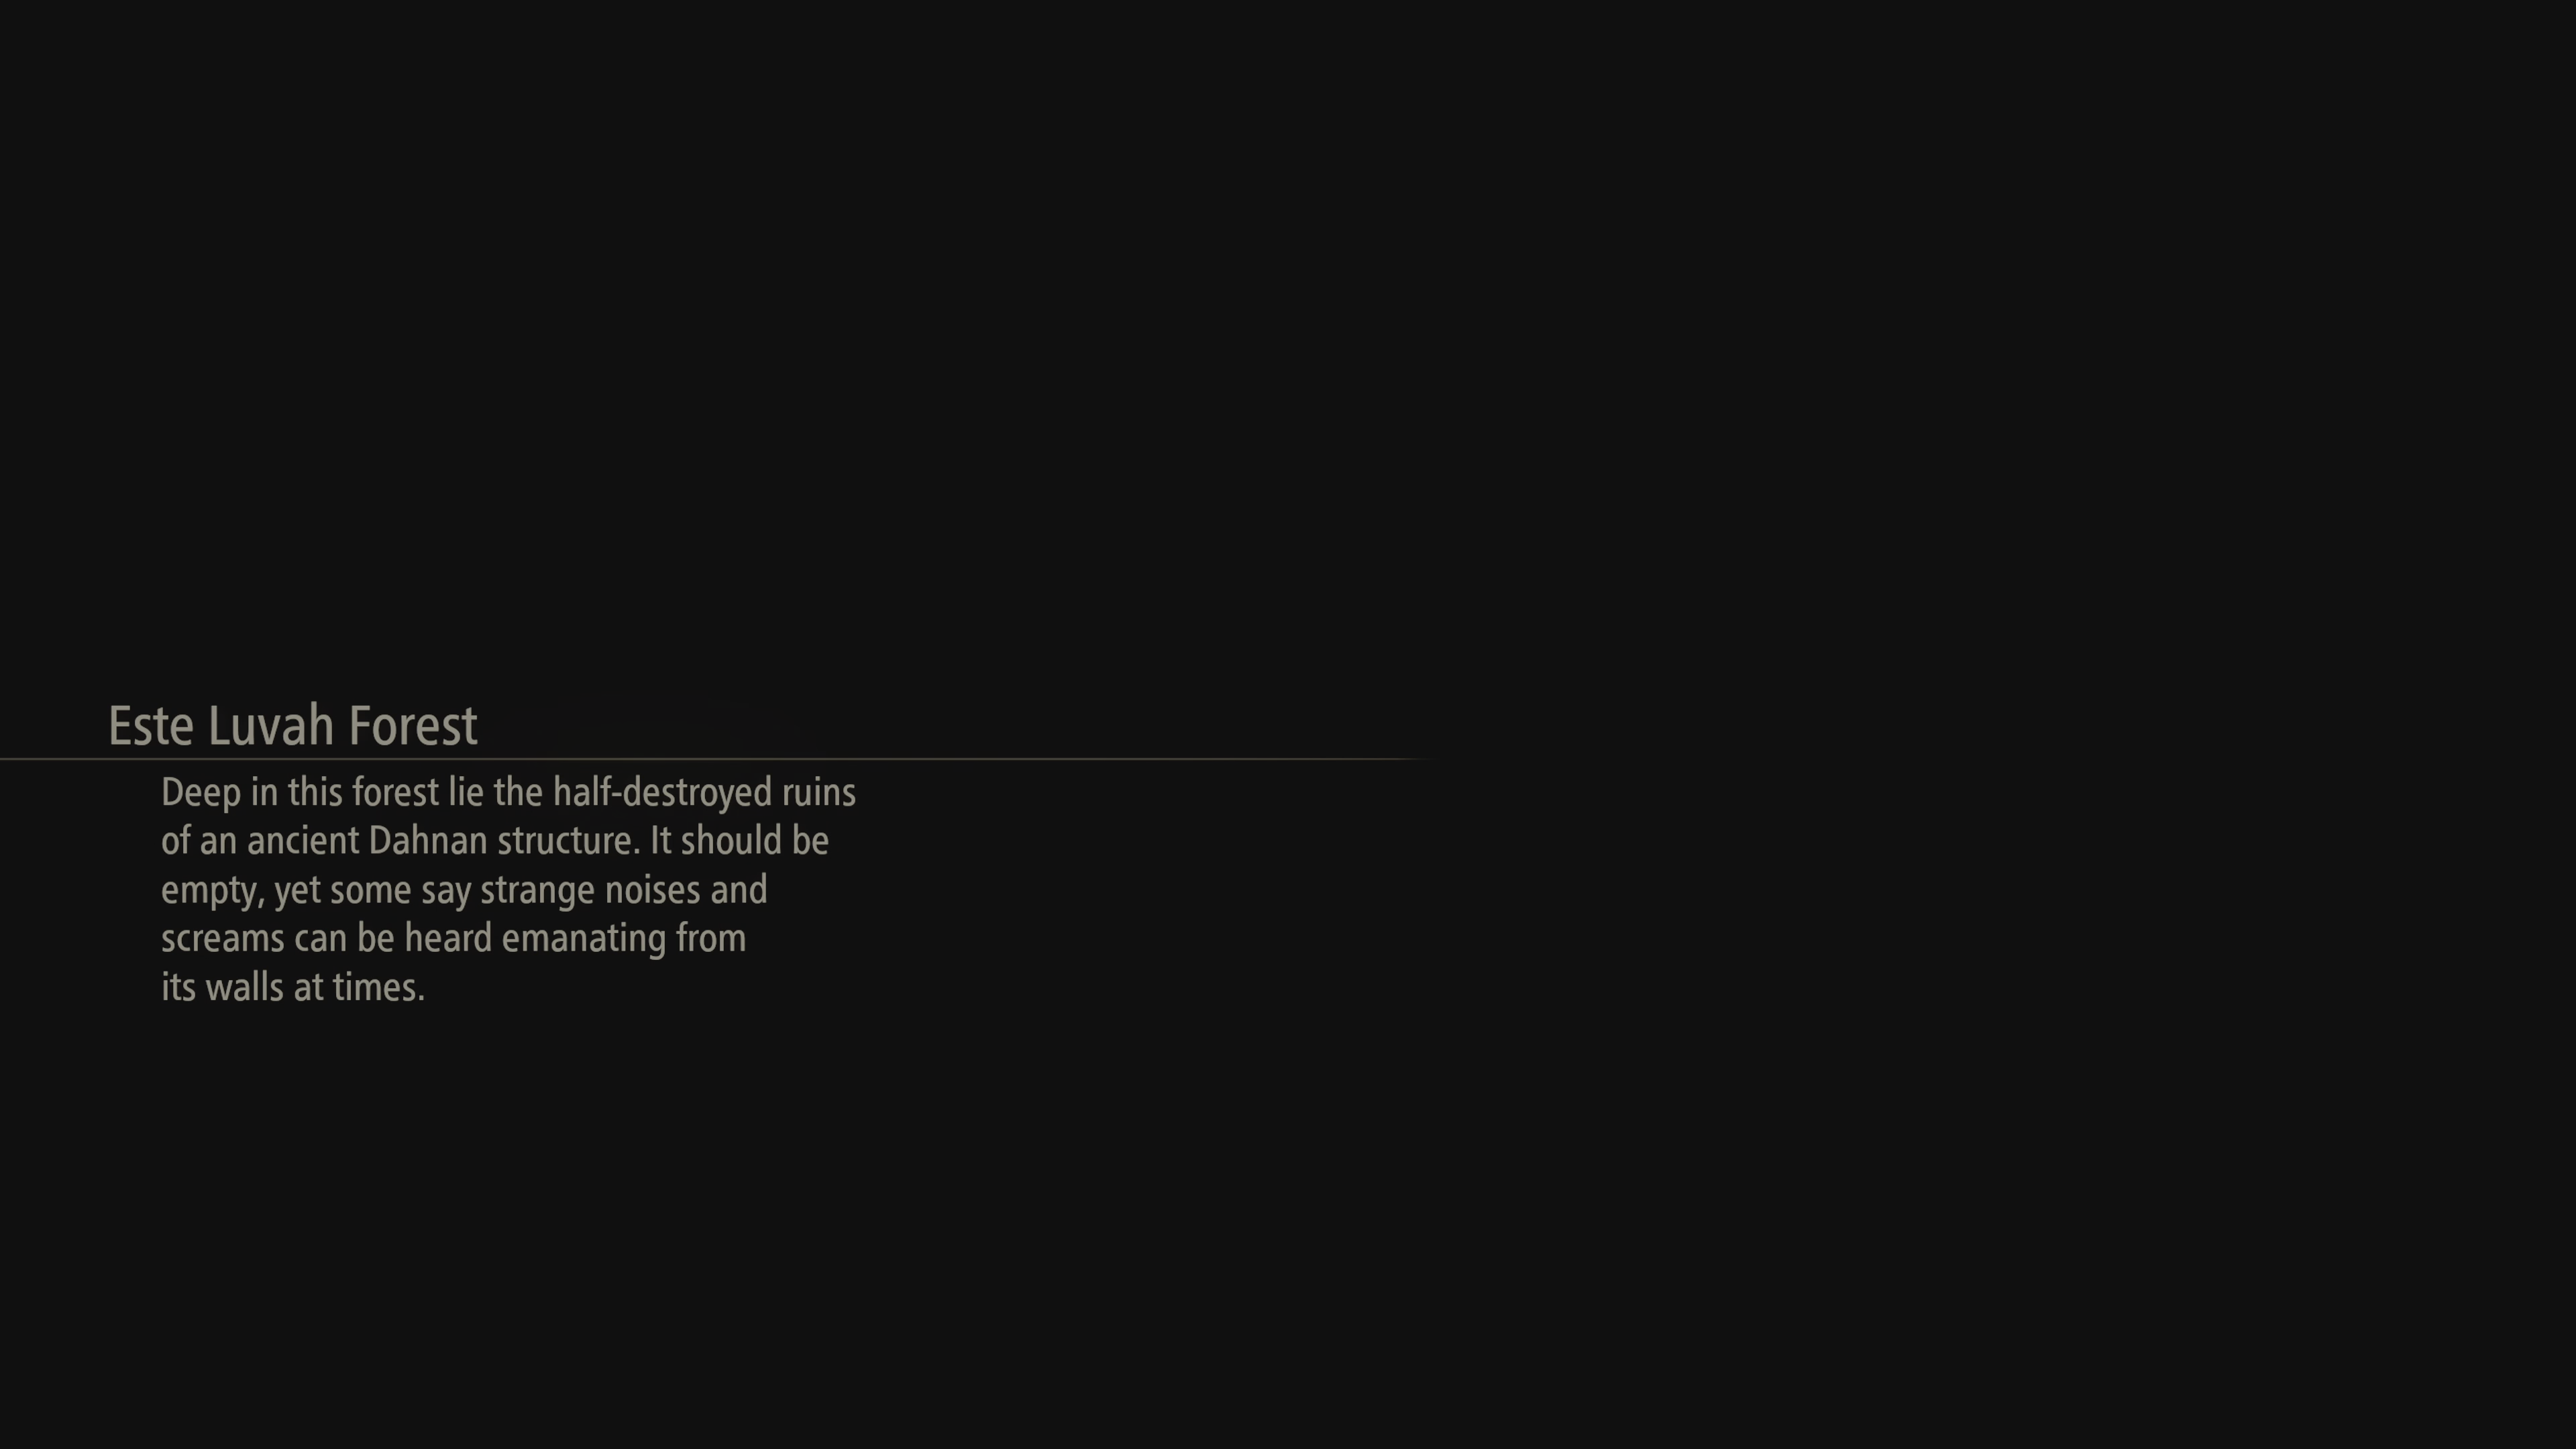 Este Luvah Forest
Deep in this forest lie the half-destroyed ruins
of an ancient Dahnan structure. It should be
empty, yet some say strange noises and
screams can be heard emanating from
its walls at times.